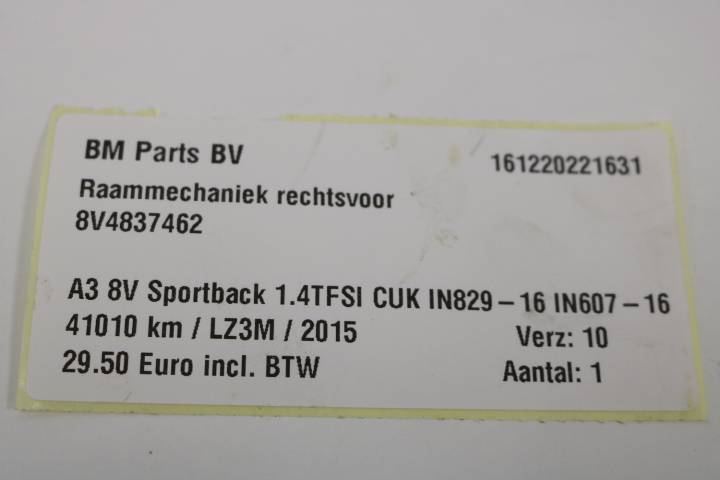 BM Parts BV 161220221631
Raammechaniek rechtsvoor
8V4837462
A3 8V Sportback 1.4TFSI CUK IN829 – 16 IN607 – 16
41010 km / LZ3M / 2015 Verz: 10
29.50 Euro incl. BTW Aantal: 1